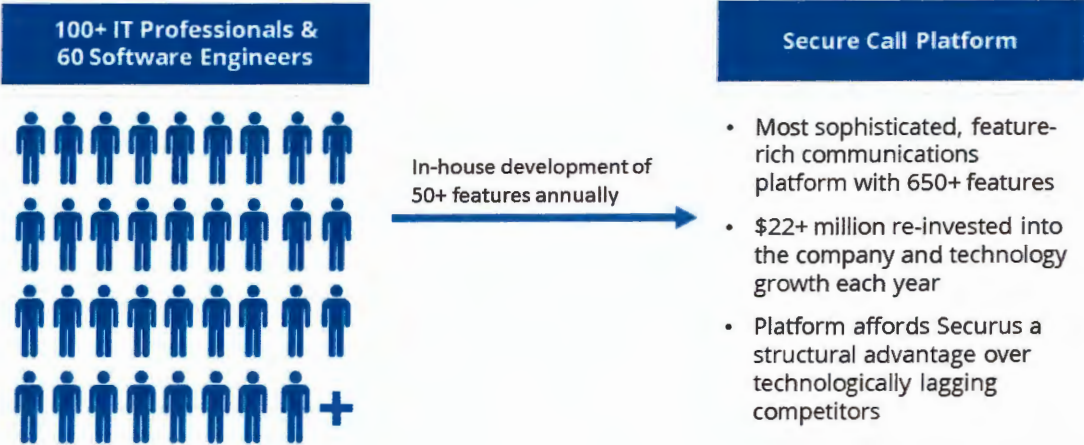 100+ IT Professionals &
60 Software Engineers
Secure Call Platform
In-house development of
50+ features annually
• Most sophisticated, feature-
rich communications
platform with 650+ features
• $22+ million re-invested into
the company and technology
growth each year
• Platform affords Securus a
structural advantage over
technologically lagging
competitors